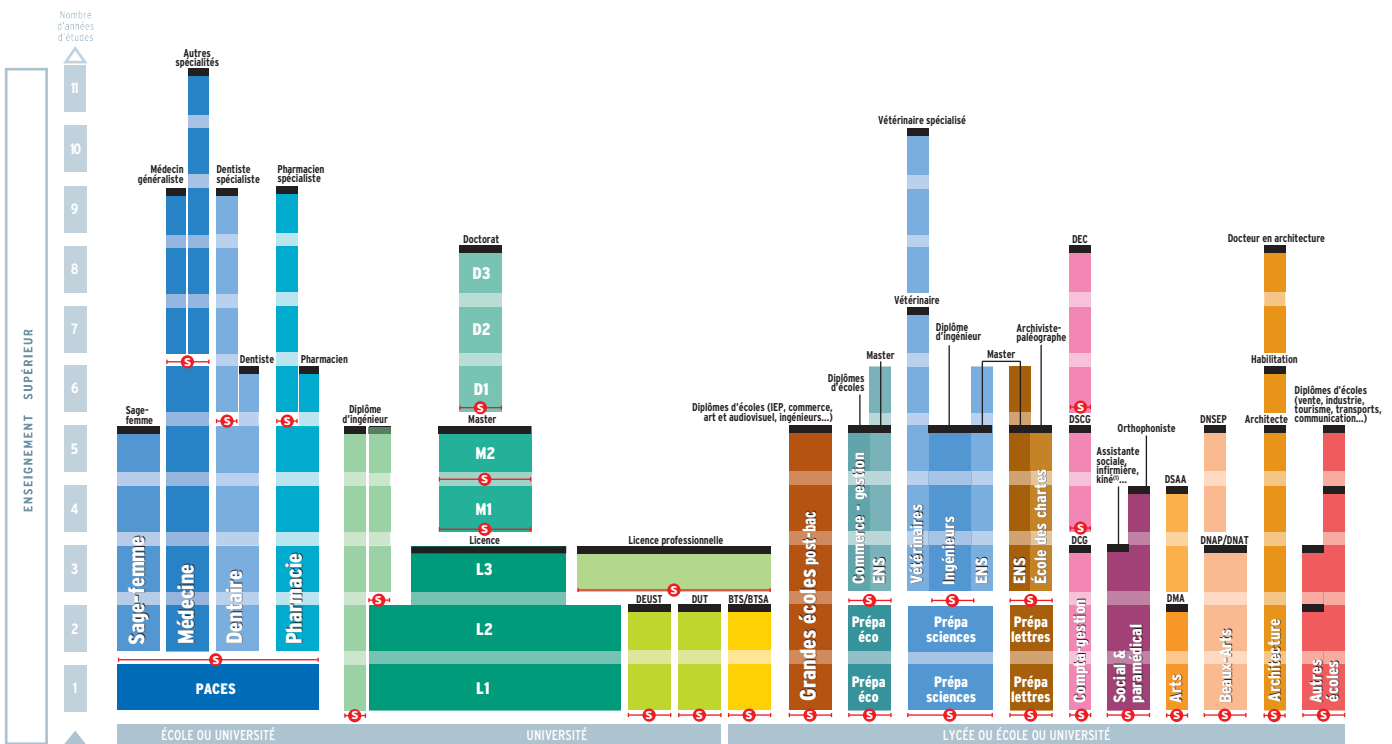 Nombre
d'années
d'études
ENSEIGNEMENT SUPÉRIEUR
11
10
9
8
7
6
5
4
3
2
1
Autres
spécialités
Médecin
généraliste
Dentiste
spécialiste
Pharmacien
spécialiste
Dentiste
Pharmacien
Sage-
femme
Sage-femme
Médecine
Dentaire
Pharmacie
S
S
S
S
PACES
Diplôme
d'ingénieur
S
S
Doctorat
D3
D2
D1
S
Master
M2
S
M1
S
Licence
L3
L2
L1
Licence professionnelle
S
DEUST
DUT
BTS/BTSA
S
S
S
Diplômes d'écoles (IEP, commerce,
art et audiovisuel, ingénieurs...)
Grandes écoles post-bac
S
Diplômes
d'écoles
Master
Commerce - gestion
ENS
S
Prépa
éco
Prépa
éco
S
Vétérinaire spécialisé
Vétérinaire
Diplôme
d'ingénieur
Master
Archiviste-
paléographe
Vétérinaires
Ingénieurs
ENS
S
Prépa
sciences
Prépa
sciences
S
ENS
École des chartes
S
Prépa
lettres
Prépa
lettres
S
DEC
S
DSCG
S
DCG
Compta-gestion
S
Orthophoniste
Assistante
sociale,
infirmière,
kiné(1)...
Social &
paramédical
S
DSAA
DMA
Arts
S
DNSEP
DNAP/DNAT
Beaux-Arts
S
Docteur en architecture
Habilitation
Architecte
Architecture
S
Diplômes d'écoles
(vente, industrie,
tourisme, transports,
communication...)
Autres
écoles
S
ÉCOLE OU UNIVERSITÉ
UNIVERSITÉ
LYCÉE OU ÉCOLE OU UNIVERSITÉ